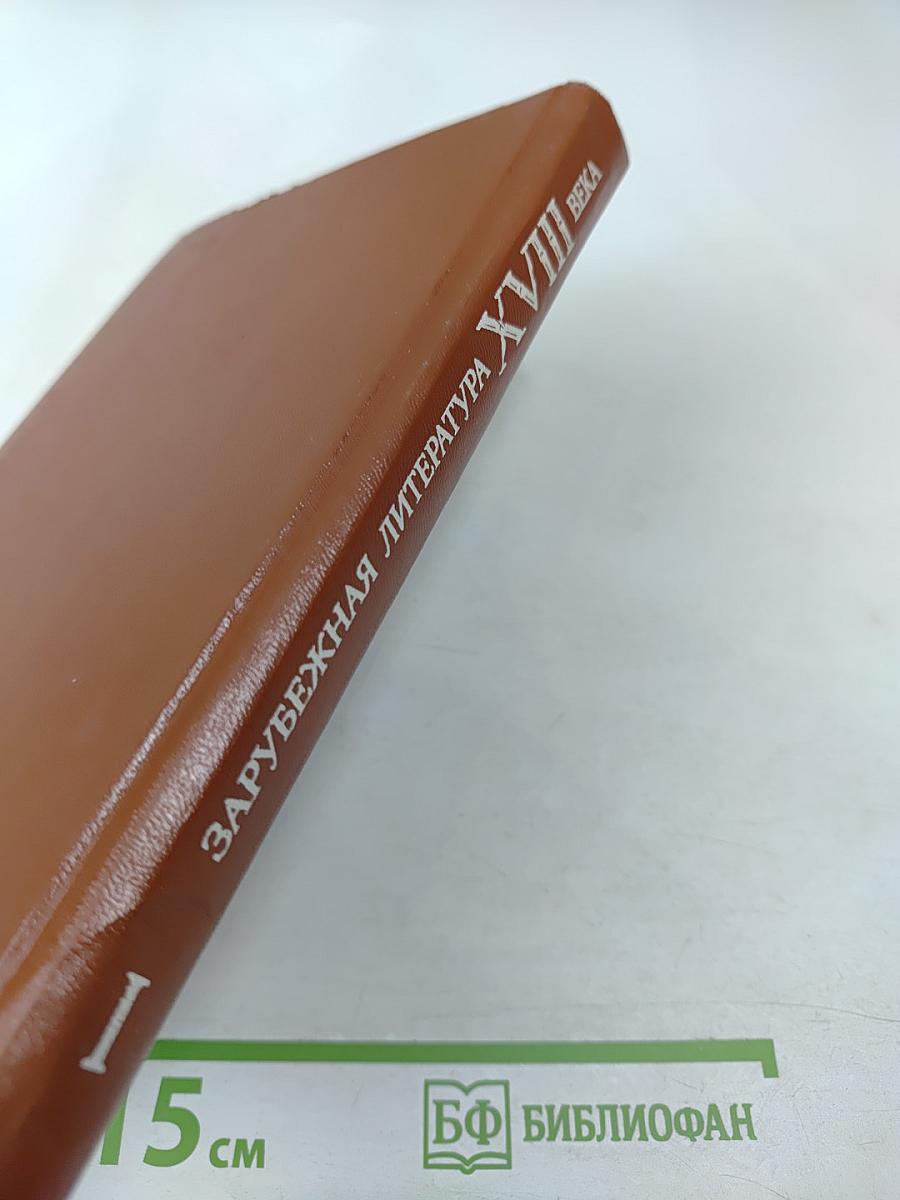 ЗАРУБЕЖНАЯ ЛИТЕРАТУРА XVIII ВЕКА
I
15 см
БФ БИБЛИОФАН